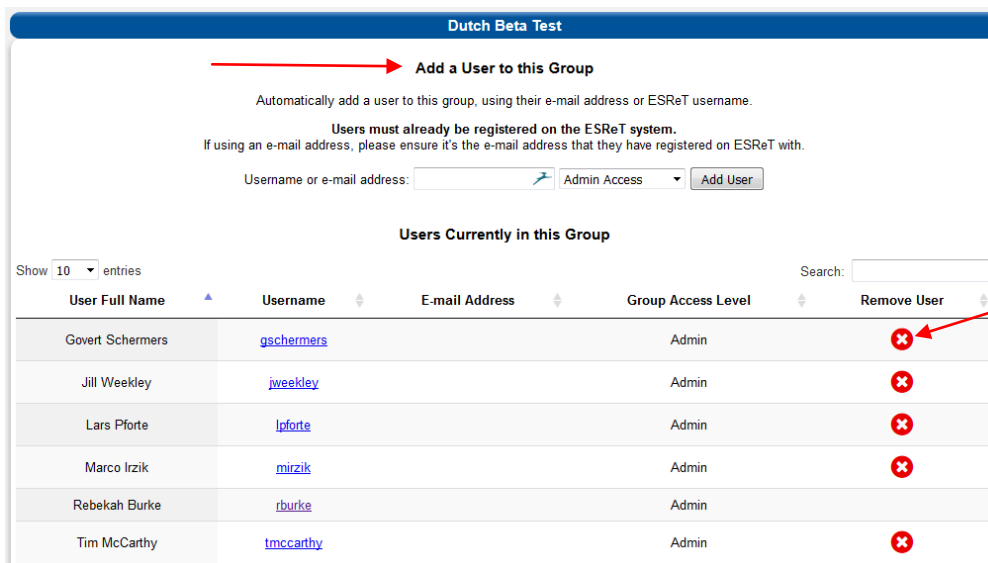 Dutch Beta Test
Add a User to this Group
Automatically add a user to this group, using their e-mail address or ESReT username.
Users must already be registered on the ESReT system.
If using an e-mail address, please ensure it's the e-mail address that they have registered on ESReT with.
Username or e-mail address: Admin Access Add User
Users Currently in this Group
Show 10 entries Search:
User Full Name Username E-mail Address Group Access Level Remove User
Govert Schermers gschermers Admin
Jill Weekley jweekley Admin
Lars Pforte lpforte Admin
Marco Irzik mirzik Admin
Rebekah Burke rburke Admin
Tim McCarthy tmccarthy Admin